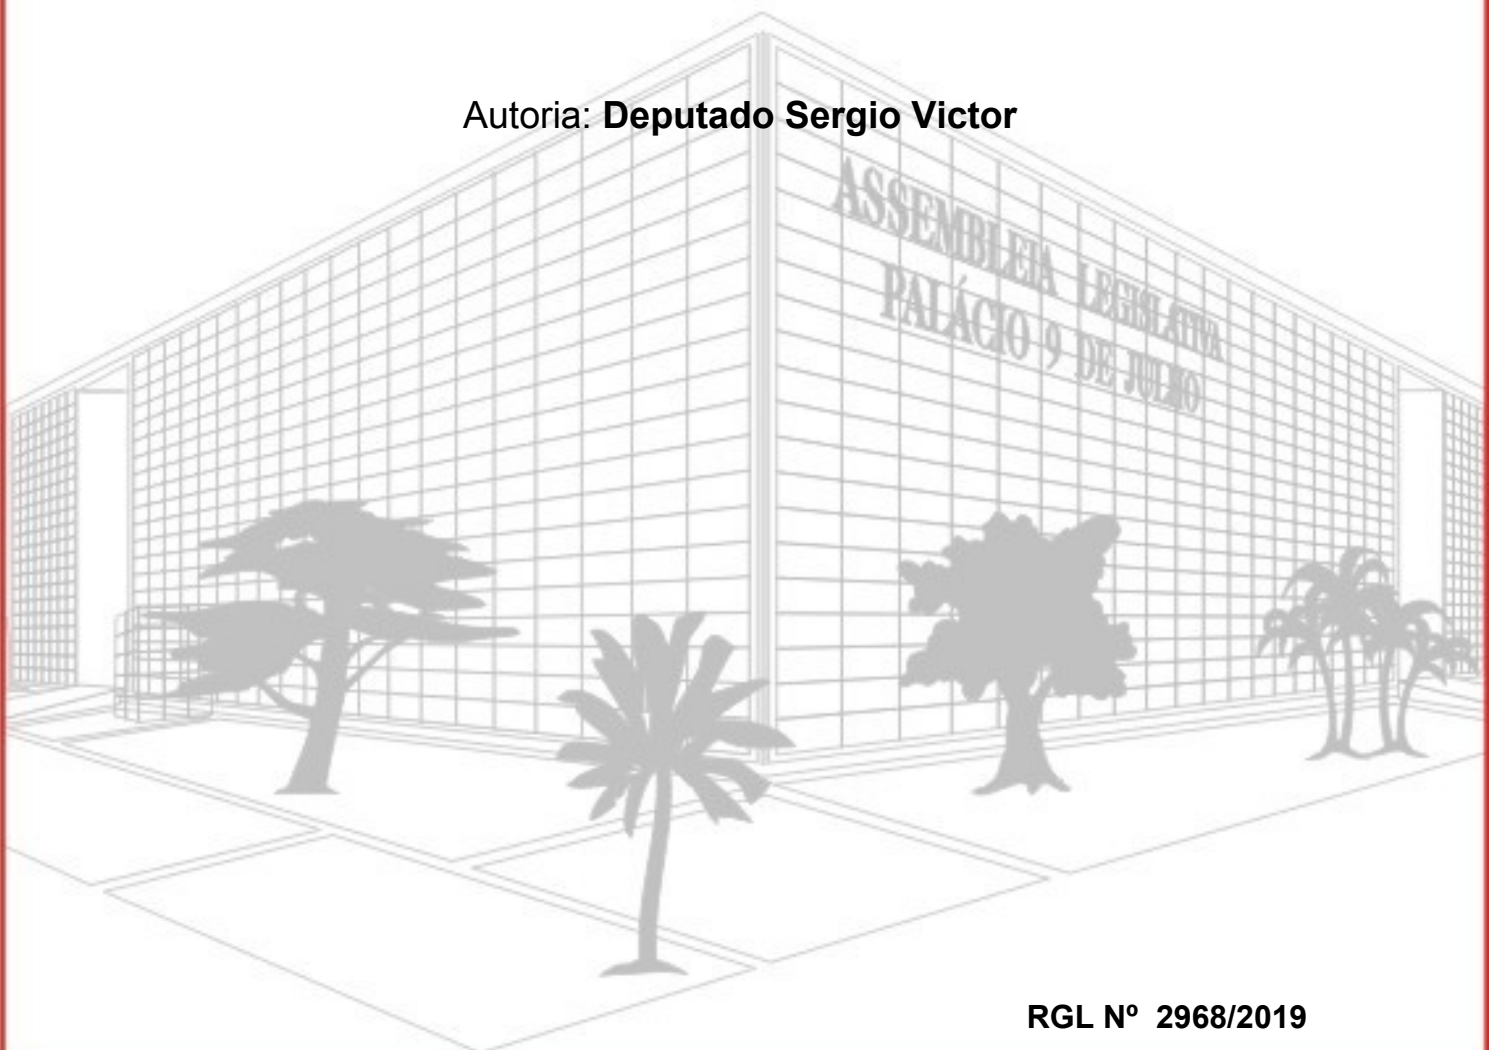 Autoria: Deputado Sergio Victor
ASSEMBLEIA LEGISLATIVA
PALÁCIO 9 DE JULHO
RGL Nº 2968/2019